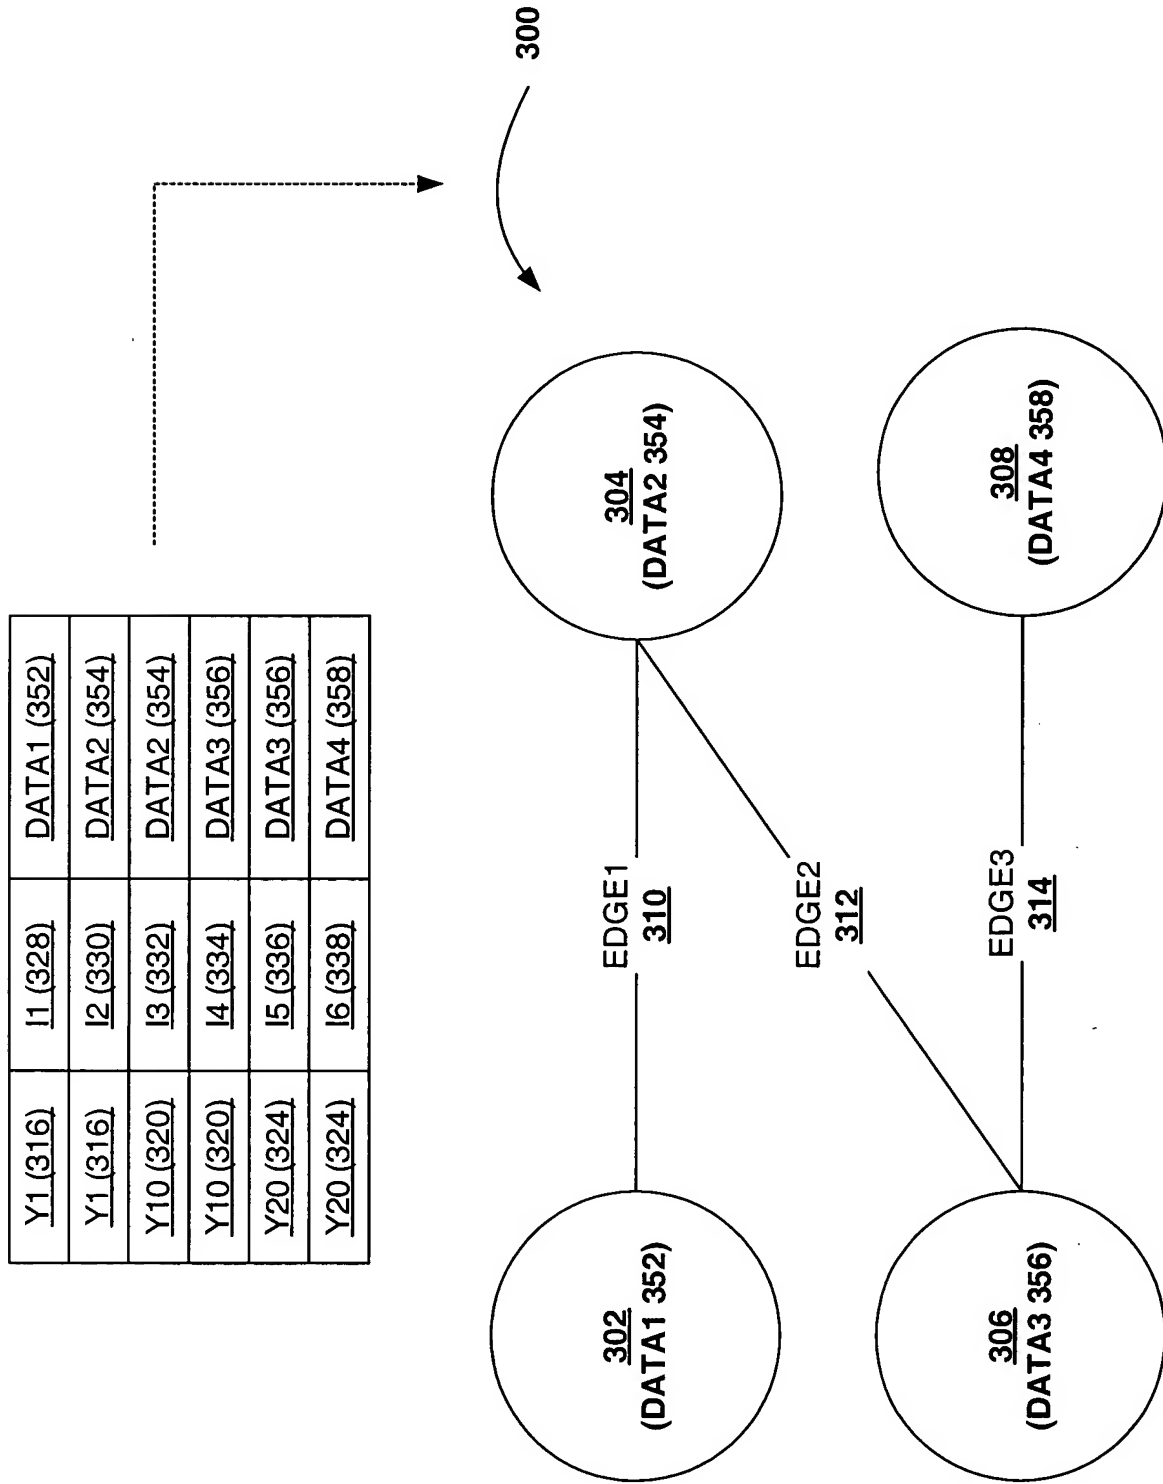 Y1 (316) I1 (328) DATA1 (352)
Y1 (316) I2 (330) DATA2 (354)
Y10 (320) I3 (332) DATA2 (354)
Y10 (320) I4 (334) DATA3 (356)
Y20 (324) I5 (336) DATA3 (356)
Y20 (324) I6 (338) DATA4 (358)
300
302
(DATA1 352)
EDGE1
310
304
(DATA2 354)
EDGE2
312
306
(DATA3 356)
EDGE3
314
308
(DATA4 358)